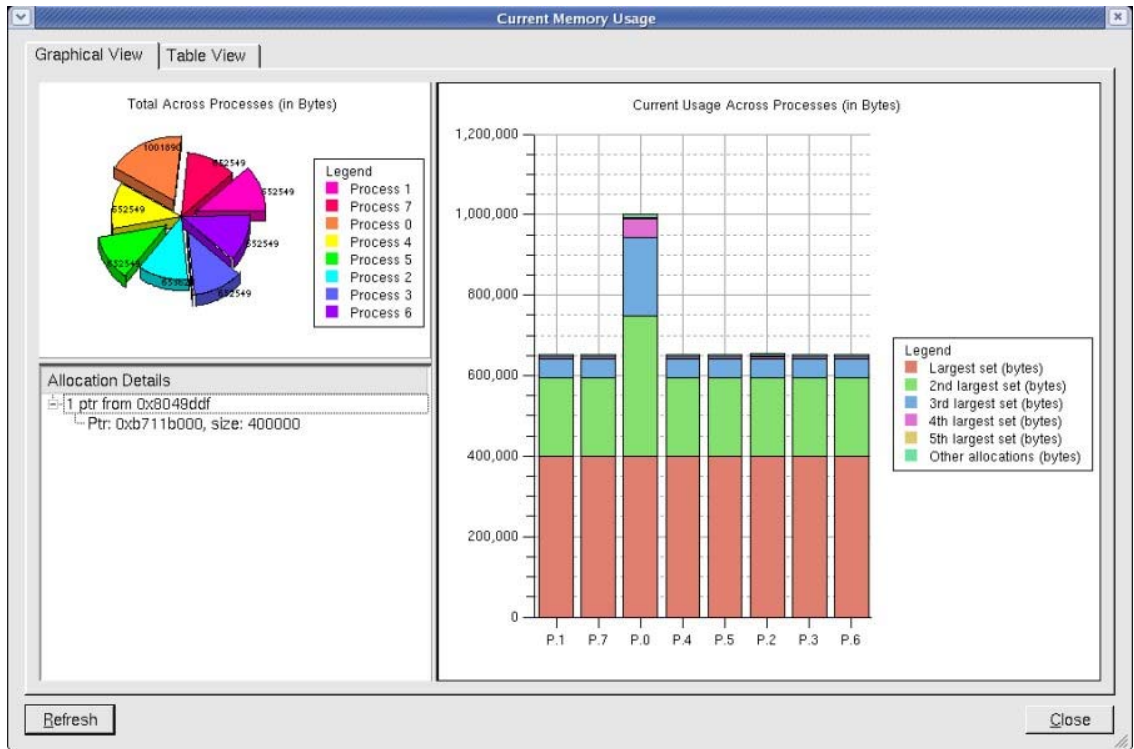 Current Memory Usage
Graphical View
Table View
Total Across Processes (in Bytes)
1001890
652549
652549
652549
652549
652549
652549
Legend
Process 1
Process 7
Process 0
Process 4
Process 5
Process 2
Process 3
Process 6
Allocation Details
1 ptr from 0x8049ddf
Ptr: 0xb711b000, size: 400000
Current Usage Across Processes (in Bytes)
1,200,000
1,000,000
800,000
600,000
400,000
200,000
0
P.1 P.7 P.0 P.4 P.5 P.2 P.3 P.6
Legend
Largest set (bytes)
2nd largest set (bytes)
3rd largest set (bytes)
4th largest set (bytes)
5th largest set (bytes)
Other allocations (bytes)
Refresh
Close